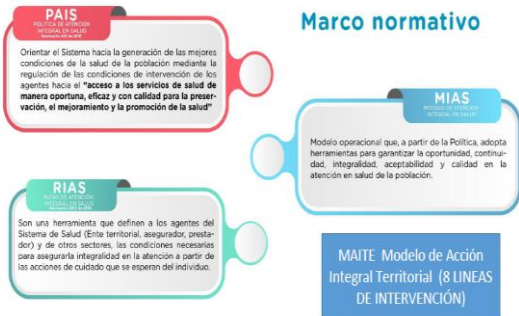 PAIS
POLÍTICA DE ATENCIÓN
INTEGRAL EN SALUD
Orientar el Sistema hacia la generación de las mejores
condiciones de la salud de la población mediante la
regulación de las condiciones de intervención de los
agentes hacia el “acceso a los servicios de salud de
manera oportuna, eficaz y con calidad para la preser-
vación, el mejoramiento y la promoción de la salud”
Marco normativo
MIAS
MODELO DE ATENCIÓN
INTEGRAL EN SALUD
Modelo operacional que, a partir de la Política, adopta
herramientas para garantizar la oportunidad, continui-
dad, integralidad, aceptabilidad y calidad en la
atención en salud de la población.
RIAS
RUTAS DE ATENCIÓN
INTEGRAL EN SALUD
Son una herramienta que definen a los agentes del
Sistema de Salud (Ente territorial, asegurador, presta-
dor) y de otros sectores, las condiciones necesarias
para asegurarla integralidad en la atención a partir de
las acciones de cuidado que se esperan del individuo.
MAITE Modelo de Acción
Integral Territorial (8 LINEAS
DE INTERVENCIÓN)